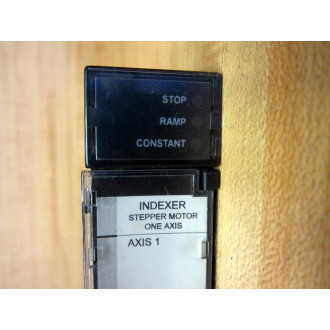 STOP
RAMP
CONSTANT
INDEXER
STEPPER MOTOR
ONE AXIS
AXIS 1